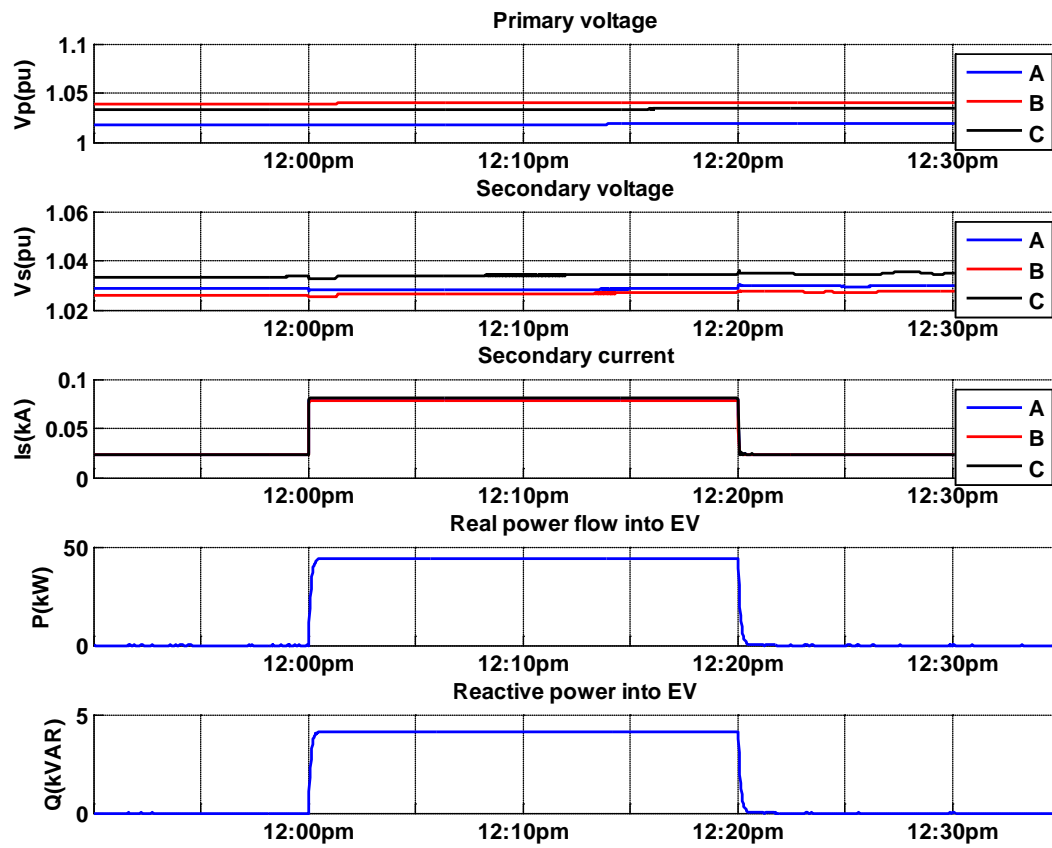 Primary voltage
Vp(pu)
1.1
1.05
1
A
B
C
12:00pm 12:10pm 12:20pm 12:30pm
Secondary voltage
Vs(pu)
1.06
1.04
1.02
A
B
C
12:00pm 12:10pm 12:20pm 12:30pm
Secondary current
Is(kA)
0.1
0.05
0
A
B
C
12:00pm 12:10pm 12:20pm 12:30pm
Real power flow into EV
P(kW)
50
0
12:00pm 12:10pm 12:20pm 12:30pm
Reactive power into EV
Q(kVAR)
5
0
12:00pm 12:10pm 12:20pm 12:30pm